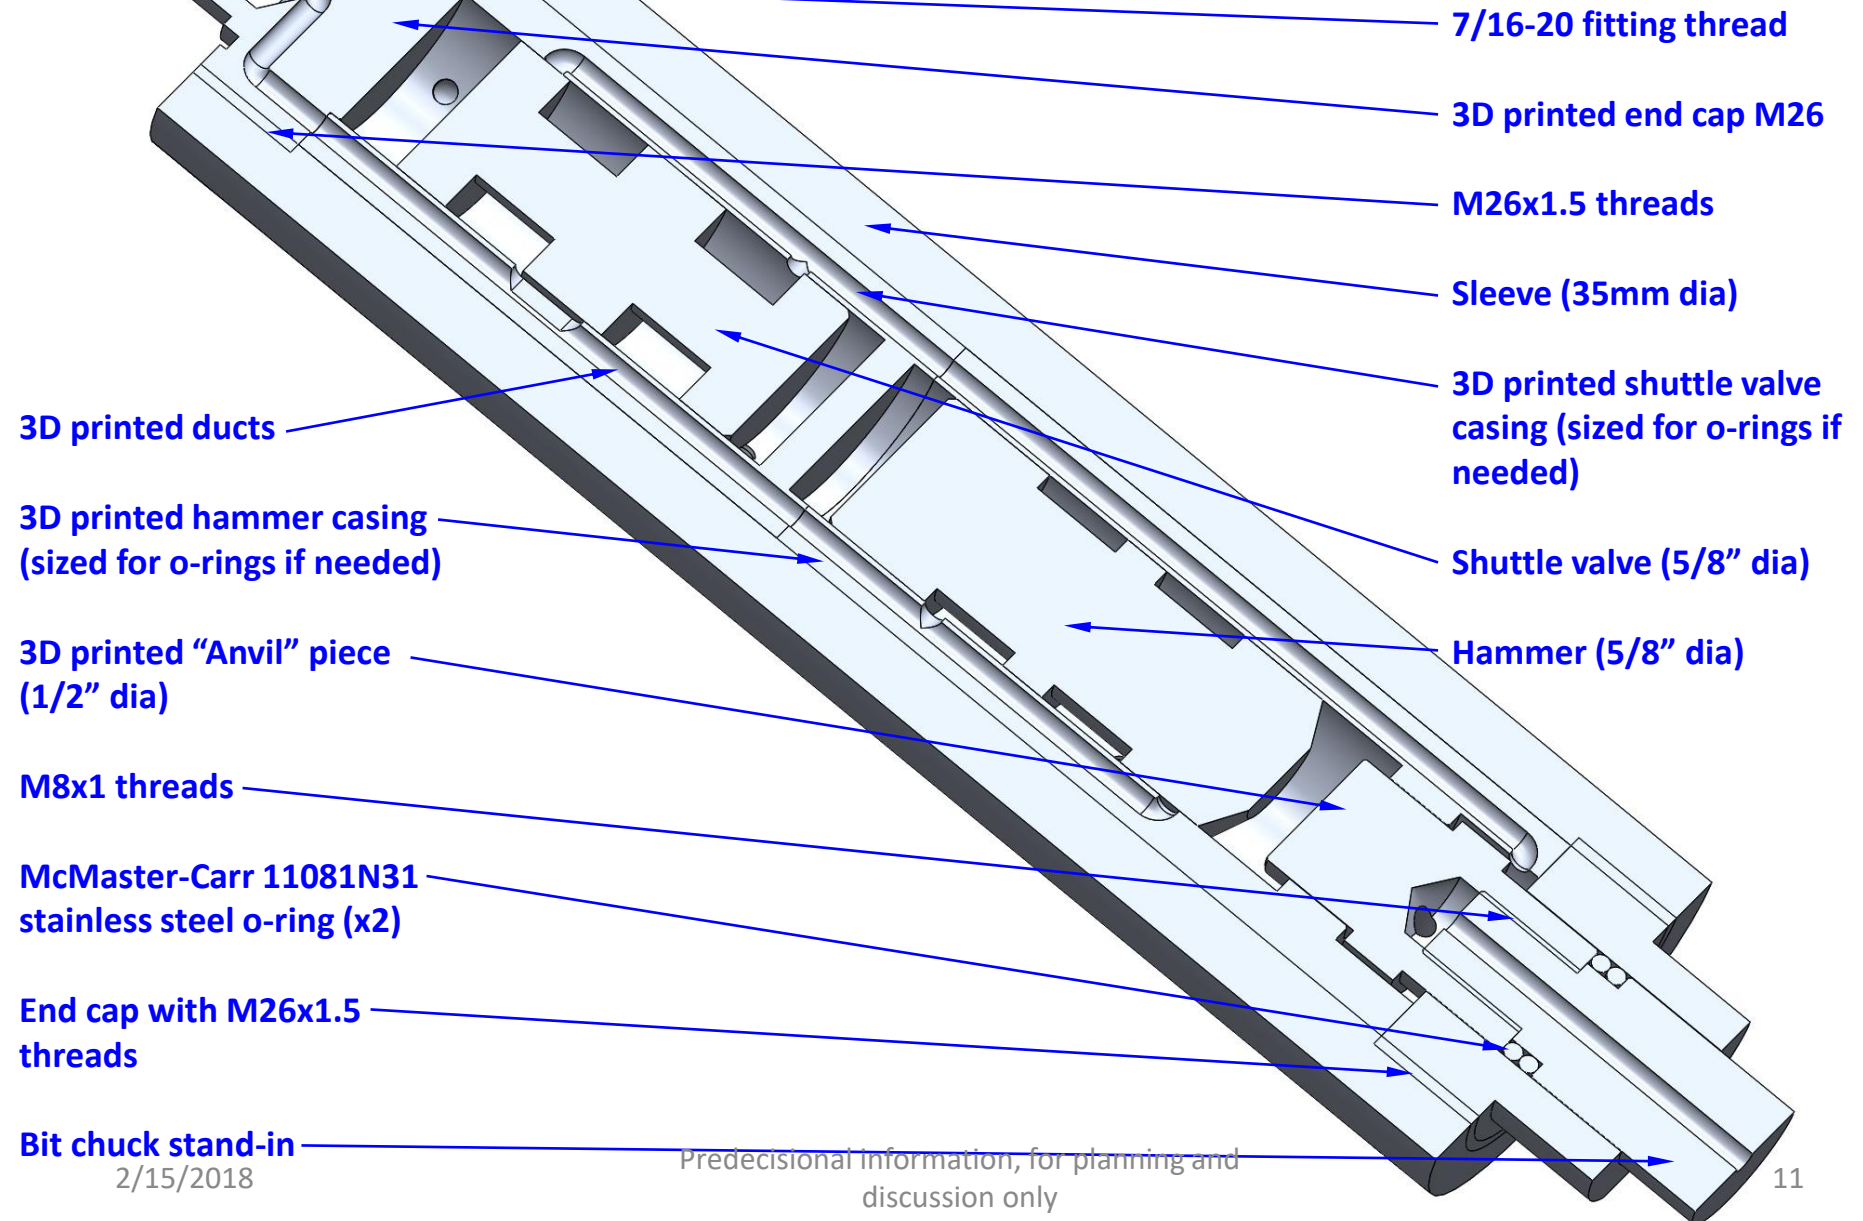 7/16-20 fitting thread
3D printed end cap M26
M26x1.5 threads
Sleeve (35mm dia)
3D printed shuttle valve
casing (sized for o-rings if
needed)
Shuttle valve (5/8” dia)
Hammer (5/8” dia)
3D printed ducts
3D printed hammer casing
(sized for o-rings if needed)
3D printed “Anvil” piece
(1/2” dia)
M8x1 threads
McMaster-Carr 11081N31
stainless steel o-ring (x2)
End cap with M26x1.5
threads
Bit chuck stand-in
2/15/2018
Predecisional information, for planning and
discussion only
11